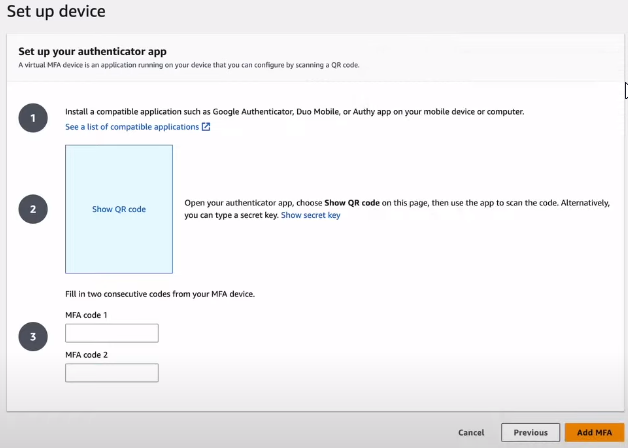 Set up device
Set up your authenticator app
A virtual MFA device is an application running on your device that you can configure by scanning a QR code.
1
Install a compatible application such as Google Authenticator, Duo Mobile, or Authy app on your mobile device or computer.
See a list of compatible applications
2
Show QR code
Open your authenticator app, choose Show QR code on this page, then use the app to scan the code. Alternatively,
you can type a secret key. Show secret key
Fill in two consecutive codes from your MFA device.
3
MFA code 1
MFA code 2
Cancel
Previous
Add MFA